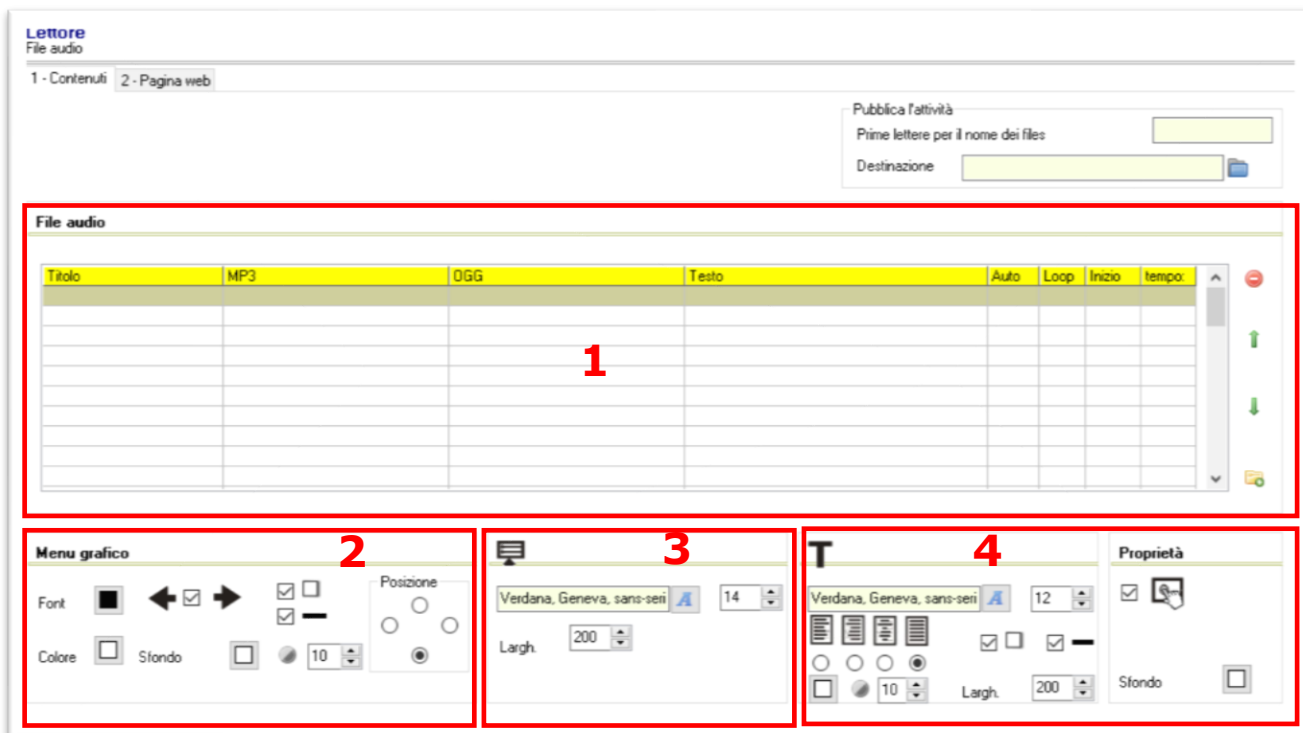 Lettore
File audio
1 - Contenuti 2 - Pagina web
Pubblica l'attività
Prime lettere per il nome dei files
Destinazione
File audio
Titolo MP3 OGG Testo Auto Loop Inizio tempo:
1
Menu grafico 2 3 T 4 Proprietà
Font Posizione Verdana, Geneva, sans-seri A 14 Verdana, Geneva, sans-seri A 12
Colore Sfondo 10 Largh. 200
10 Largh. 200 Sfondo